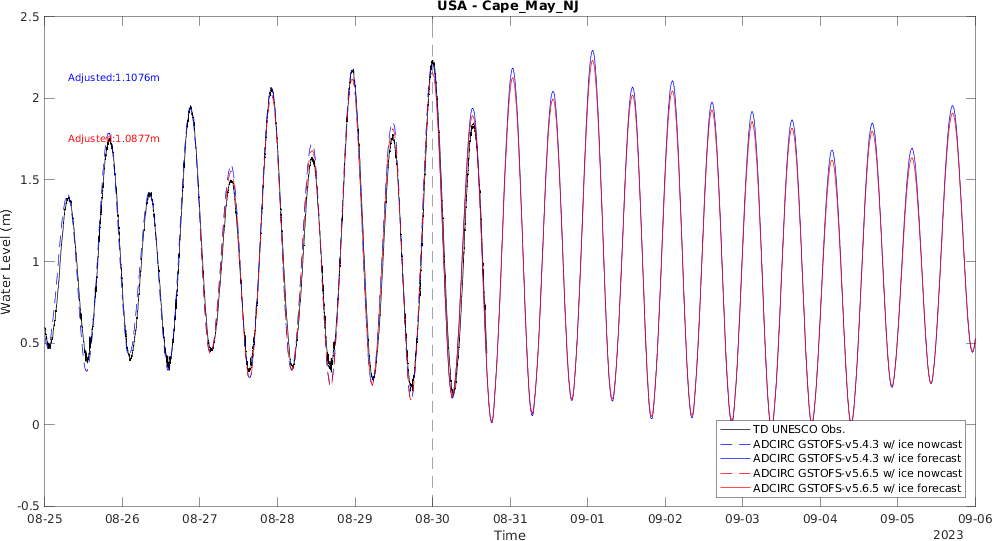 USA - Cape_May_NJ
2.5
2
1.5
1
0.5
0
-0.5
Water Level (m)
Adjusted:1.1076m
Adjusted:1.0877m
TD UNESCO Obs.
ADCIRC GSTOFS-v5.4.3 w/ ice nowcast
ADCIRC GSTOFS-v5.4.3 w/ ice forecast
ADCIRC GSTOFS-v5.6.5 w/ ice nowcast
ADCIRC GSTOFS-v5.6.5 w/ ice forecast
08-25 08-26 08-27 08-28 08-29 08-30 08-31 09-01 09-02 09-03 09-04 09-05 09-06
Time
2023